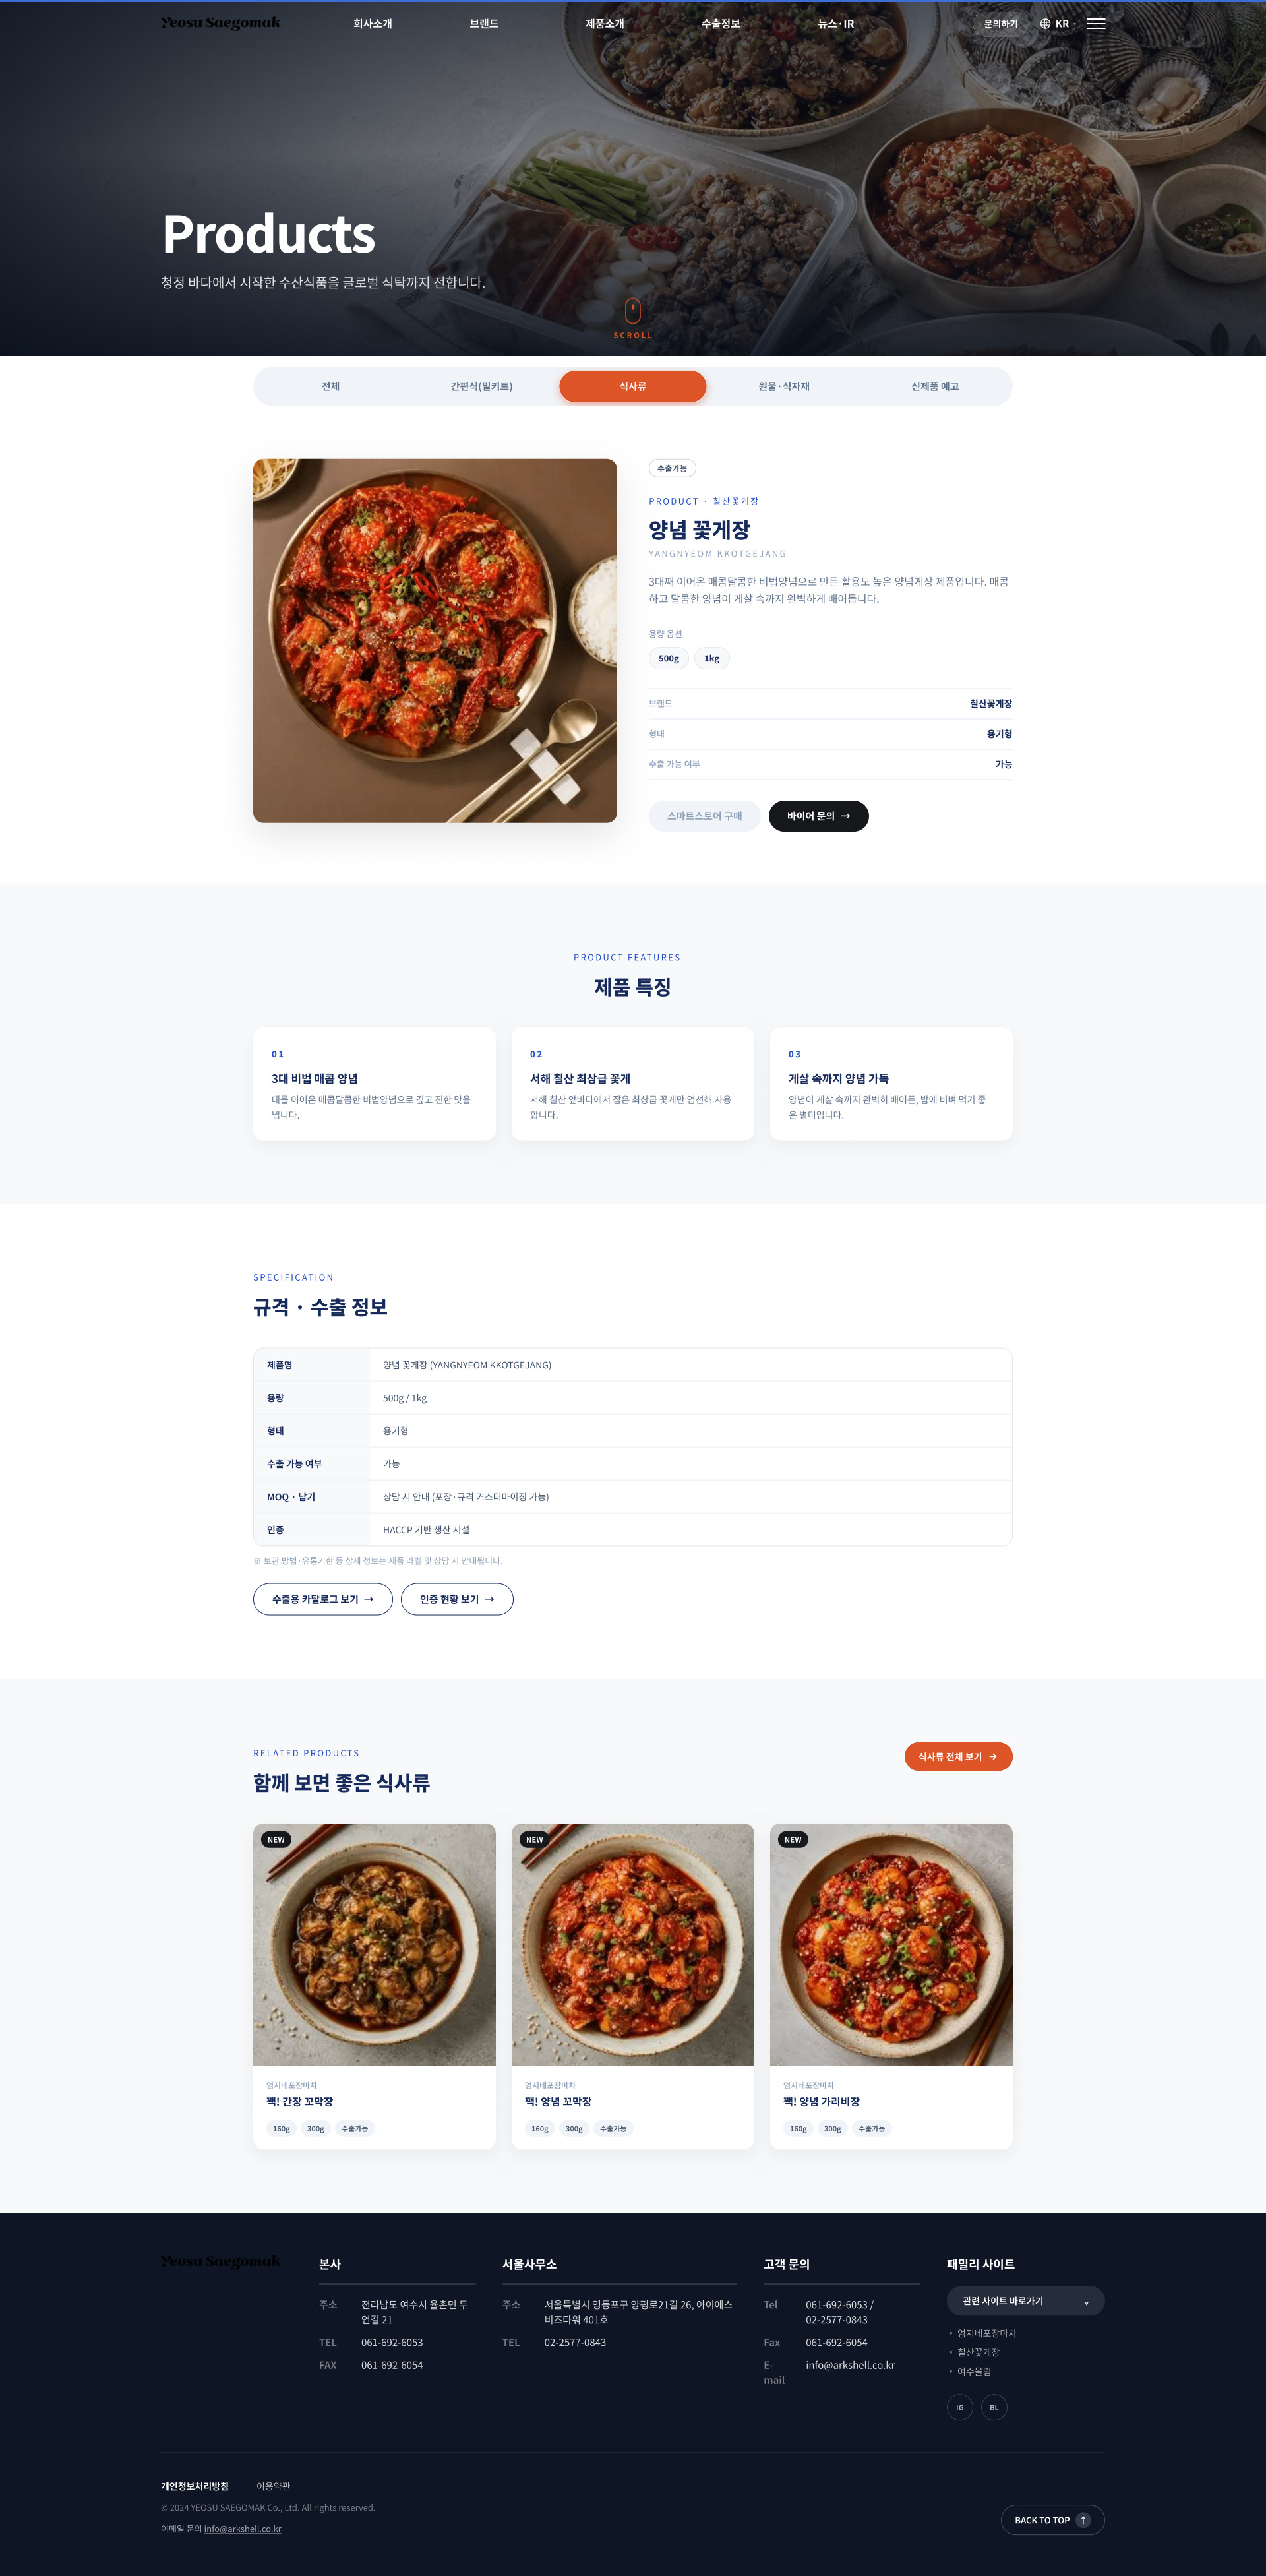 Yeosu Saegomak
회사소개
브랜드
제품소개
수출정보
뉴스·IR
문의하기
KR
Products
청정 바다에서 시작한 수산식품을 글로벌 식탁까지 전합니다.
SCROLL
전체
간편식(밀키트)
식사류
원물·식자재
신제품 예고
수출가능
PRODUCT · 칠산꽃게장
양념 꽃게장
YANGNYEOM KKOTGEJANG
3대째 이어온 매콤달콤한 비법양념으로 만든 활용도 높은 양념게장 제품입니다. 매콤
하고 달콤한 양념이 게살 속까지 완벽하게 배어듭니다.
용량 옵션
500g
1kg
브랜드
칠산꽃게장
형태
용기형
수출 가능 여부
가능
스마트스토어 구매
바이어 문의 →
PRODUCT FEATURES
제품 특징
01
3대 비법 매콤 양념
대를 이어온 매콤달콤한 비법양념으로 깊고 진한 맛을
냅니다.
02
서해 칠산 최상급 꽃게
서해 칠산 앞바다에서 잡은 최상급 꽃게만 엄선해 사용
합니다.
03
게살 속까지 양념 가득
양념이 게살 속까지 완벽히 배어든, 밥에 비벼 먹기 좋
은 별미입니다.
SPECIFICATION
규격 · 수출 정보
제품명
양념 꽃게장 (YANGNYEOM KKOTGEJANG)
용량
500g / 1kg
형태
용기형
수출 가능 여부
가능
MOQ · 납기
상담 시 안내 (포장·규격 커스터마이징 가능)
인증
HACCP 기반 생산 시설
※ 보관 방법·유통기한 등 상세 정보는 제품 라벨 및 상담 시 안내됩니다.
수출용 카탈로그 보기 →
인증 현황 보기 →
RELATED PRODUCTS
함께 보면 좋은 식사류
식사류 전체 보기 →
NEW
엄지네포장마차
꽥! 간장 꼬막장
160g
300g
수출가능
NEW
엄지네포장마차
꽥! 양념 꼬막장
160g
300g
수출가능
NEW
엄지네포장마차
꽥! 양념 가리비장
160g
300g
수출가능
Yeosu Saegomak
본사
주소
전라남도 여수시 율촌면 두
언길 21
TEL
061-692-6053
FAX
061-692-6054
서울사무소
주소
서울특별시 영등포구 양평로21길 26, 아이에스
비즈타워 401호
TEL
02-2577-0843
고객 문의
Tel
061-692-6053 /
02-2577-0843
Fax
061-692-6054
E-
mail
info@arkshell.co.kr
패밀리 사이트
관련 사이트 바로가기
엄지네포장마차
칠산꽃게장
여수올림
IG
BL
개인정보처리방침
이용약관
© 2024 YEOSU SAEGOMAK Co., Ltd. All rights reserved.
이메일 문의 info@arkshell.co.kr
BACK TO TOP ↑